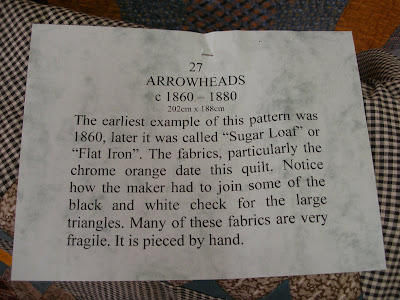 27
ARROWHEADS
c 1860 – 1880
202cm x 188cm
The earliest example of this pattern was
1860, later it was called “Sugar Loaf” or
“Flat Iron”. The fabrics, particularly the
chrome orange date this quilt. Notice
how the maker had to join some of the
black and white check for the large
triangles. Many of these fabrics are very
fragile. It is pieced by hand.